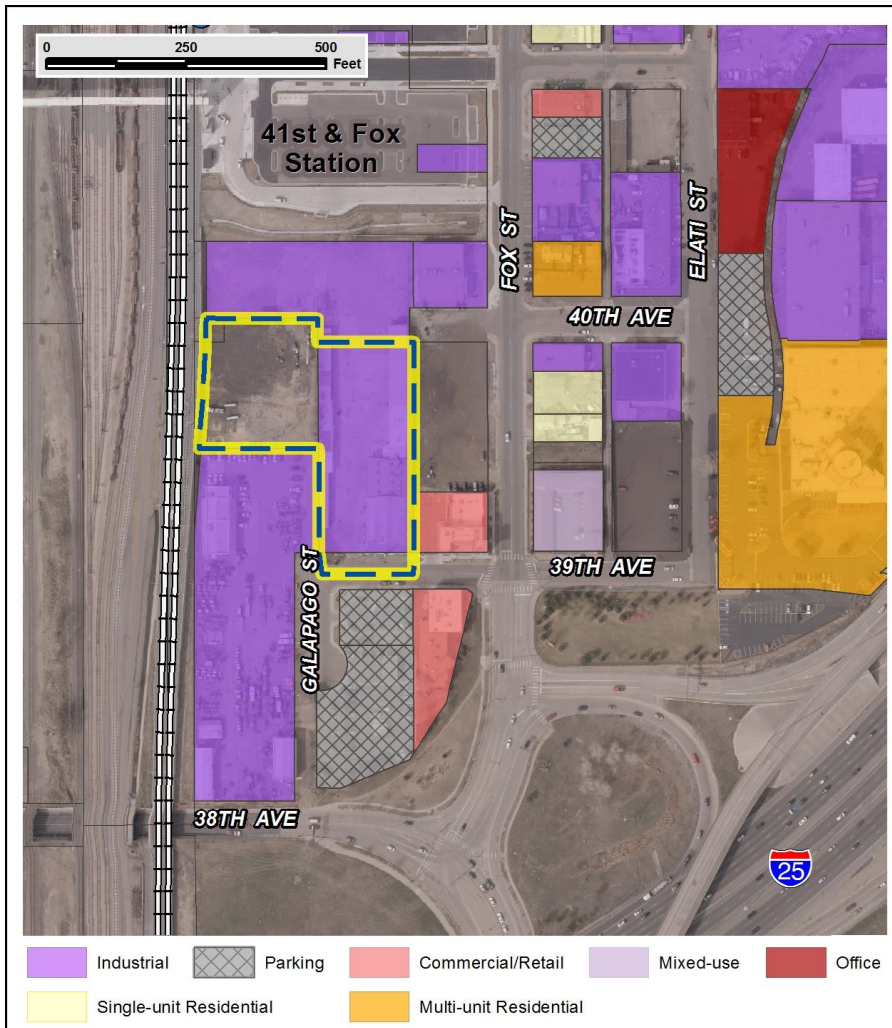 0 250 500
Feet
41st & Fox
Station
FOX ST
ELATI ST
40TH AVE
39TH AVE
GALAPAGO ST
38TH AVE
25
Industrial Parking Commercial/Retail Mixed-use Office
Single-unit Residential Multi-unit Residential